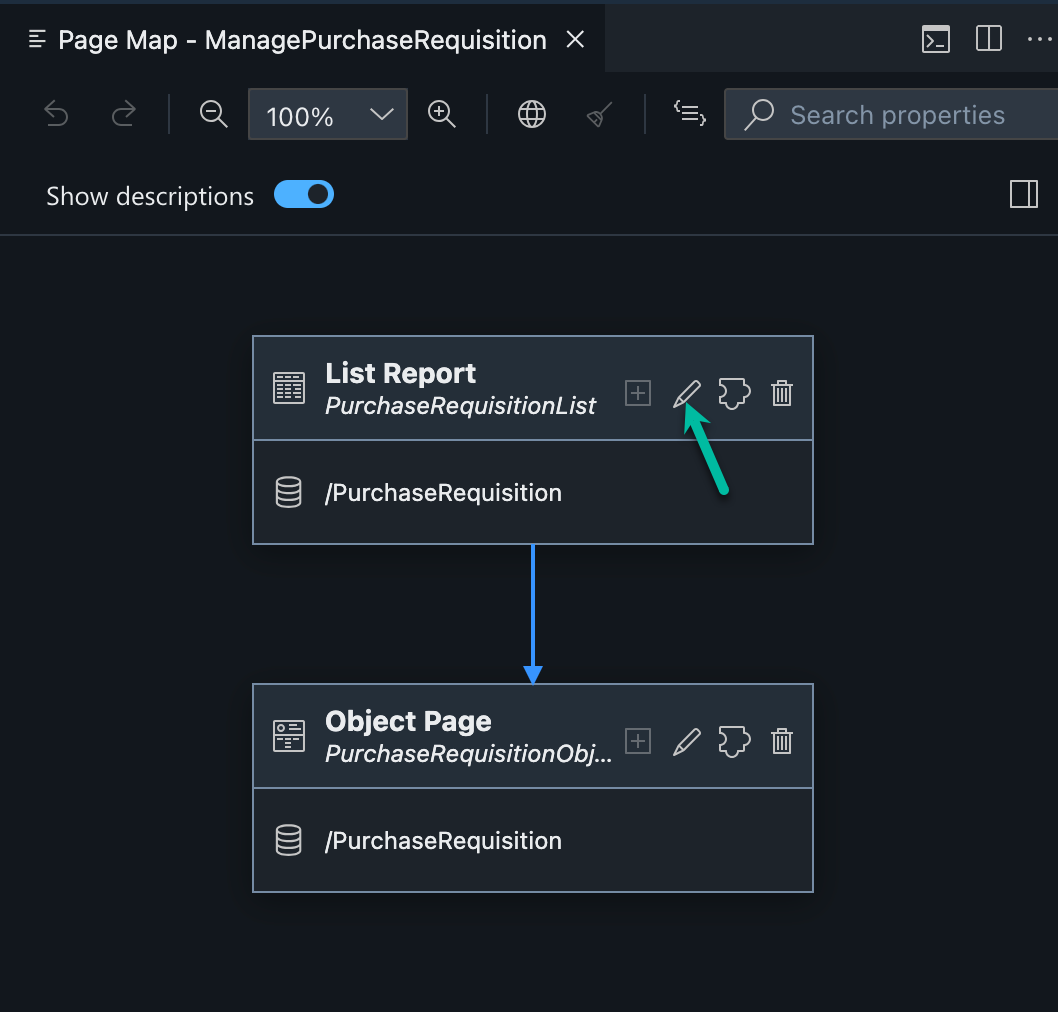 Page Map - ManagePurchaseRequisition
100%
Search properties
Show descriptions
List Report
PurchaseRequisitionList
/PurchaseRequisition
Object Page
PurchaseRequisitionObj...
/PurchaseRequisition